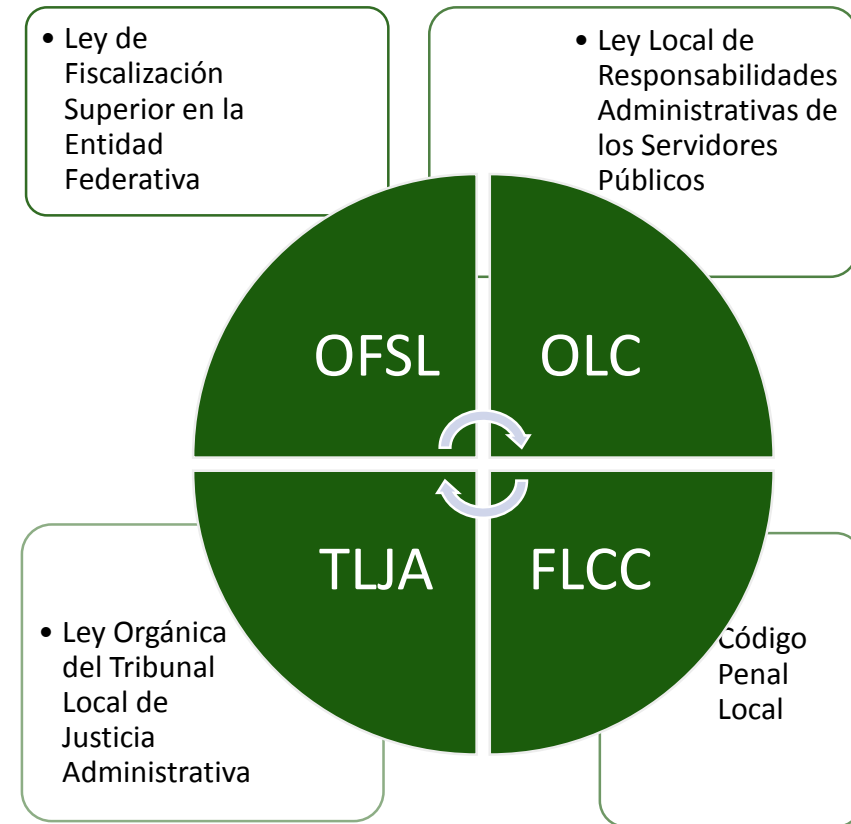 • Ley de
Fiscalización
Superior en la
Entidad
Federativa
• Ley Local de
Responsabilidades
Administrativas de
los Servidores
Públicos
OFSL
OLC
TLJA
FLCC
• Ley Orgánica
del Tribunal
Local de
Justicia
Administrativa
Código
Penal
Local